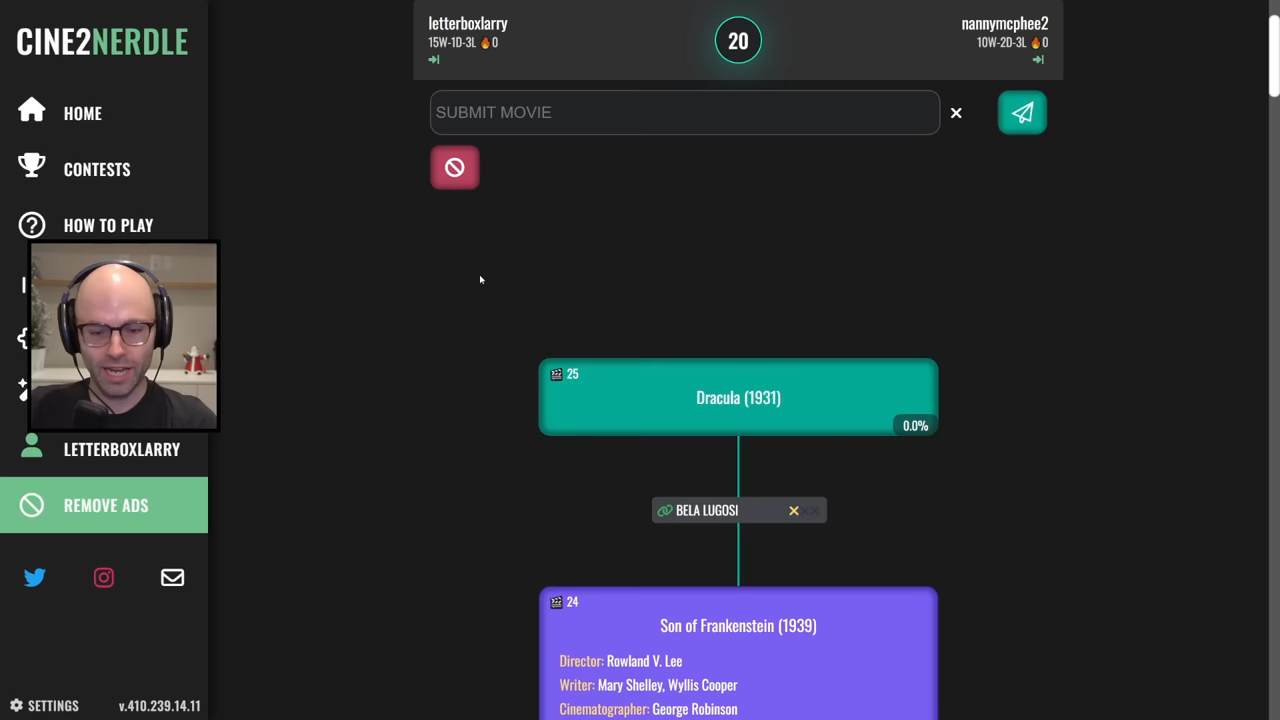 CINE2NERDLE
HOME
CONTESTS
HOW TO PLAY
LETTERBOXLARRY
REMOVE ADS
SETTINGS
v.410.239.14.11
letterboxlarry
15W-1D-3L 🔥0
20
nannymcphee2
10W-2D-3L 🔥0
SUBMIT MOVIE
25
Dracula (1931)
0.0%
BELA LUGOSI
24
Son of Frankenstein (1939)
Director: Rowland V. Lee
Writer: Mary Shelley, Wyllis Cooper
Cinematographer: George Robinson